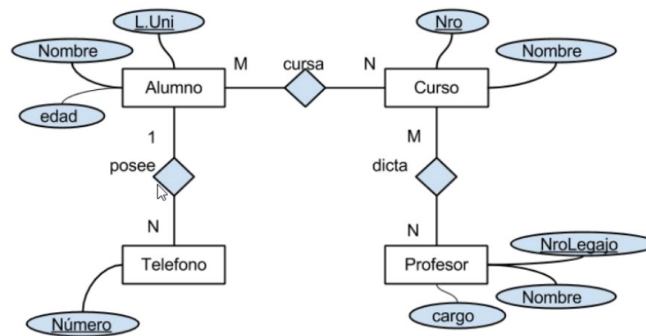 L.Uni
Nro
Nombre
cursa
Nombre
M
N
Alumno
Curso
edad
1
M
posee
dicta
N
N
NroLegajo
Telefono
Profesor
Nombre
Número
cargo